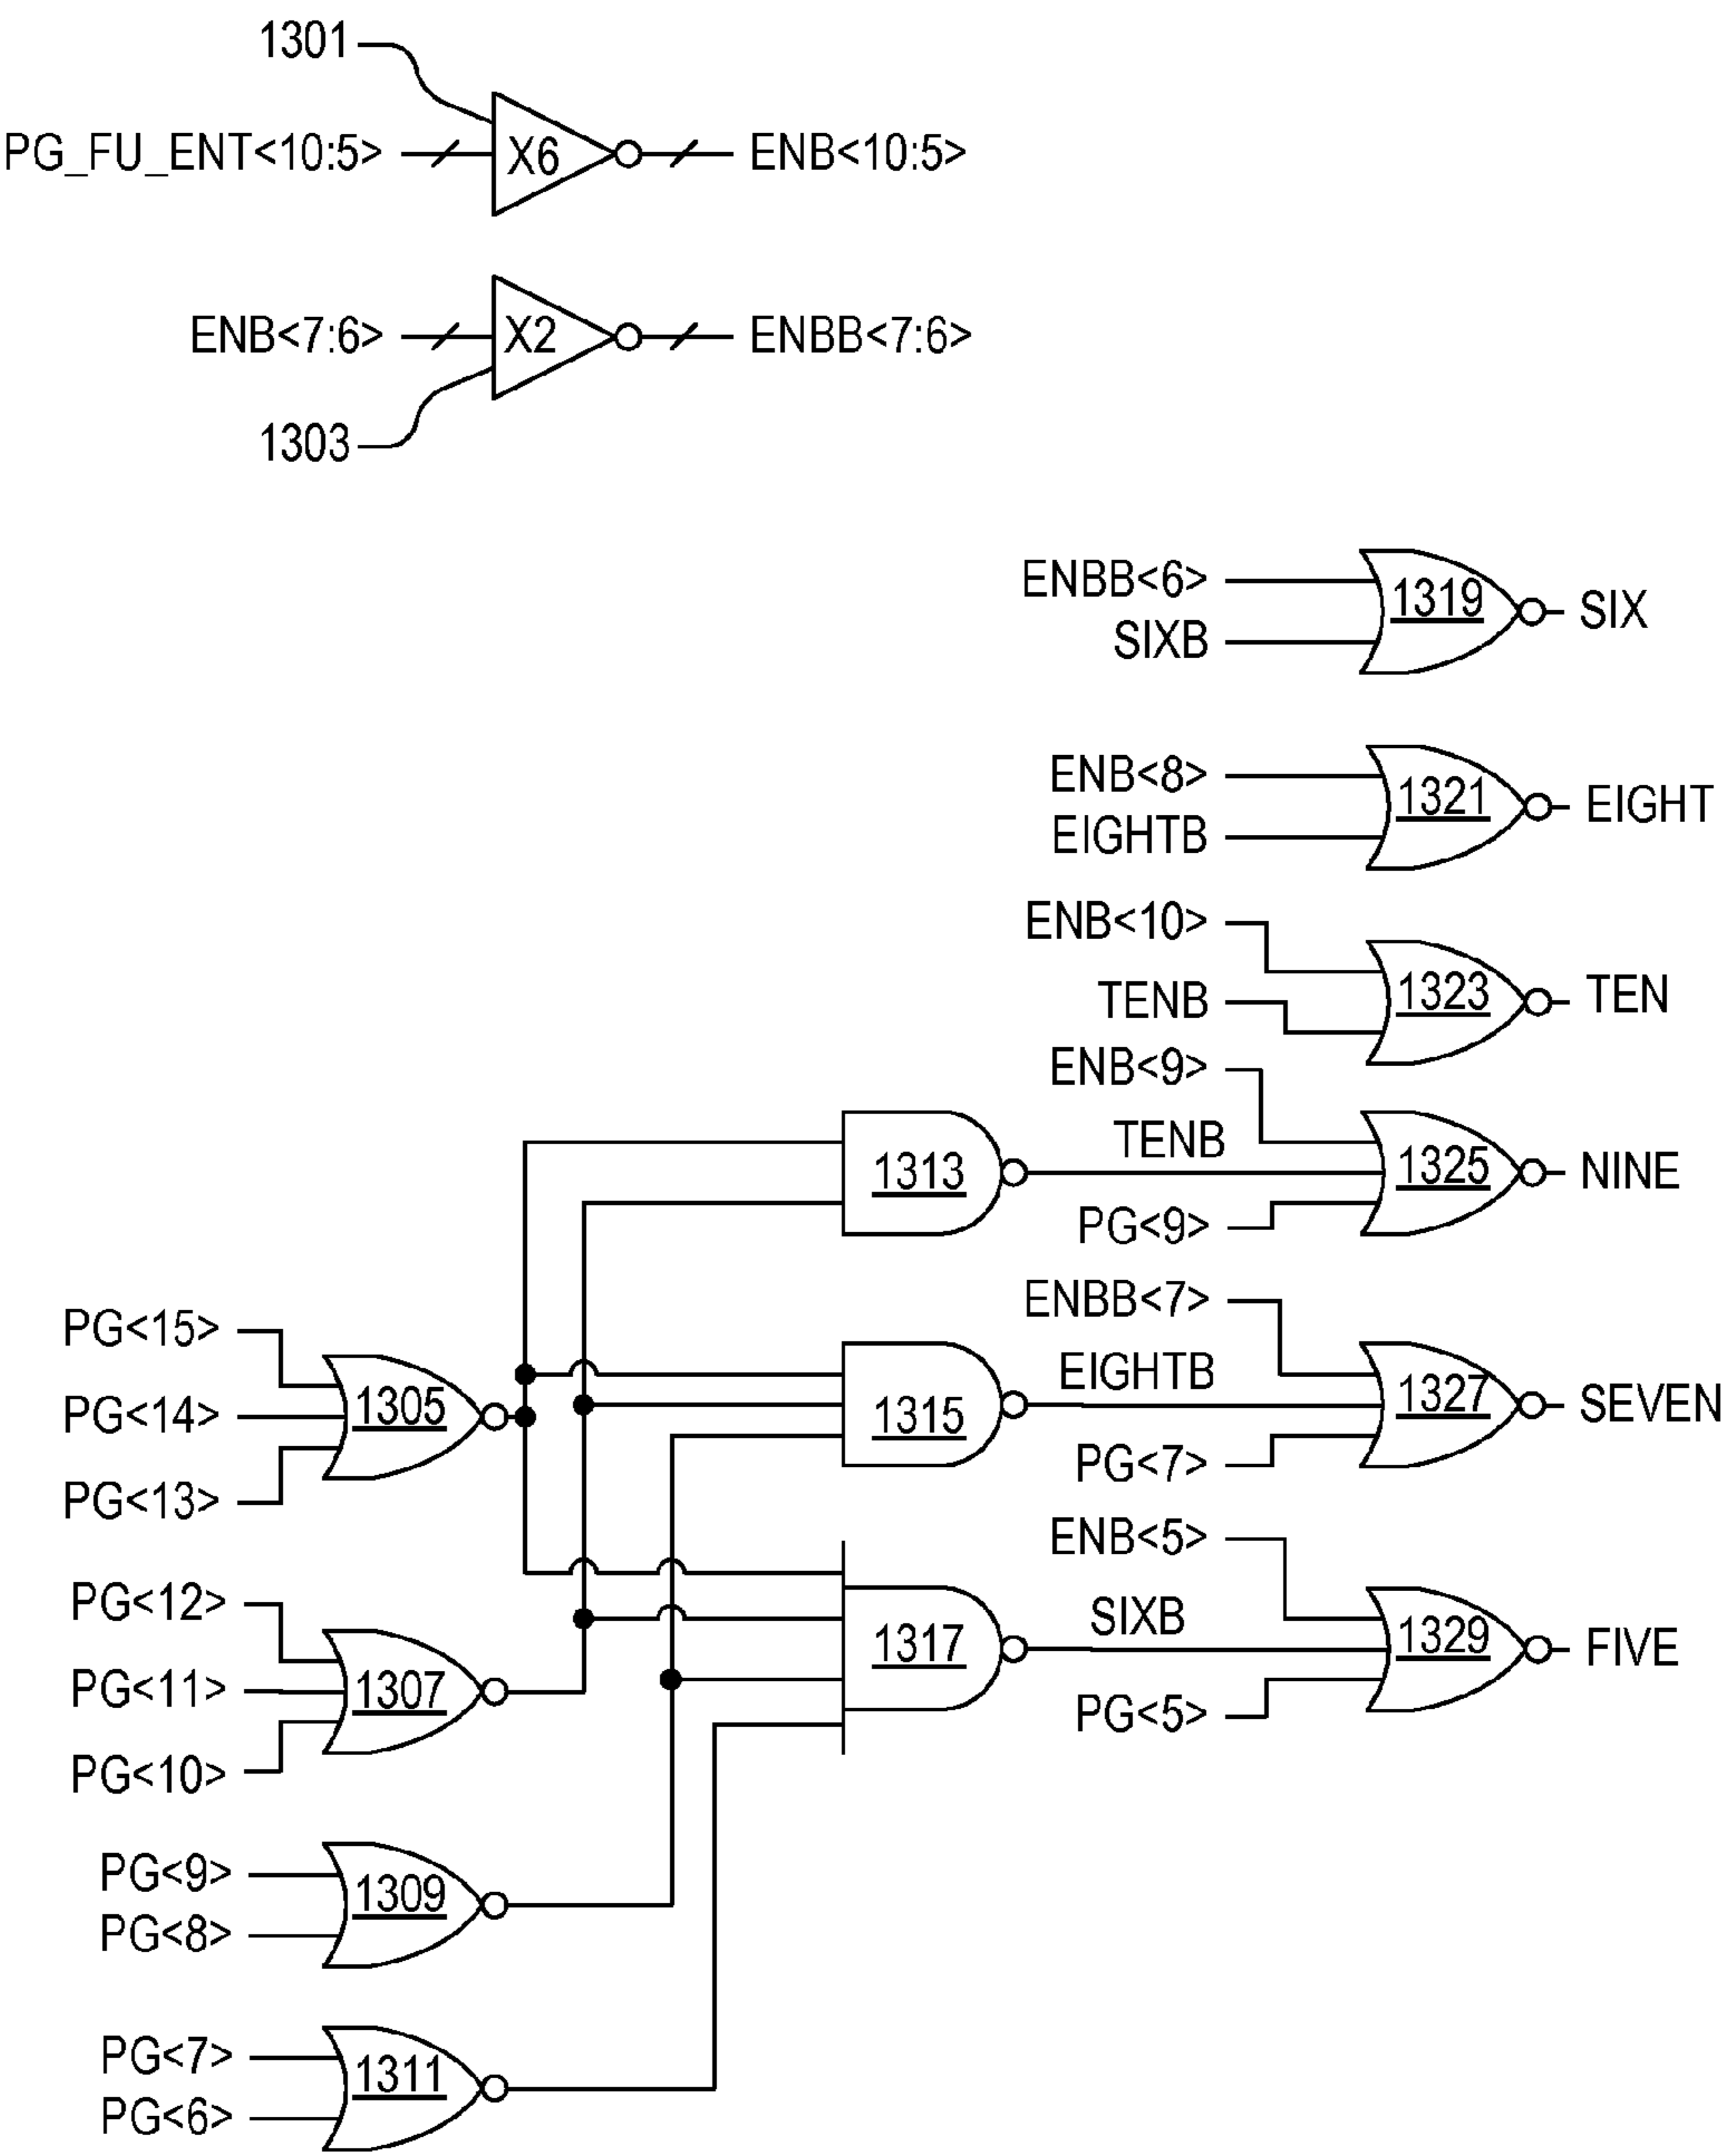 1301
PG_FU_ENT<10:5>
X6
ENB<10:5>
ENB<7:6>
X2
ENBB<7:6>
1303
ENBB<6>
SIXB
1319
SIX
ENB<8>
EIGHTB
1321
EIGHT
ENB<10>
TENB
1323
TEN
ENB<9>
TENB
PG<9>
1313
1325
NINE
ENBB<7>
EIGHTB
PG<7>
1315
1327
SEVEN
PG<15>
PG<14>
PG<13>
1305
ENB<5>
SIXB
PG<5>
1317
1329
FIVE
PG<12>
PG<11>
PG<10>
1307
PG<9>
PG<8>
1309
PG<7>
PG<6>
1311